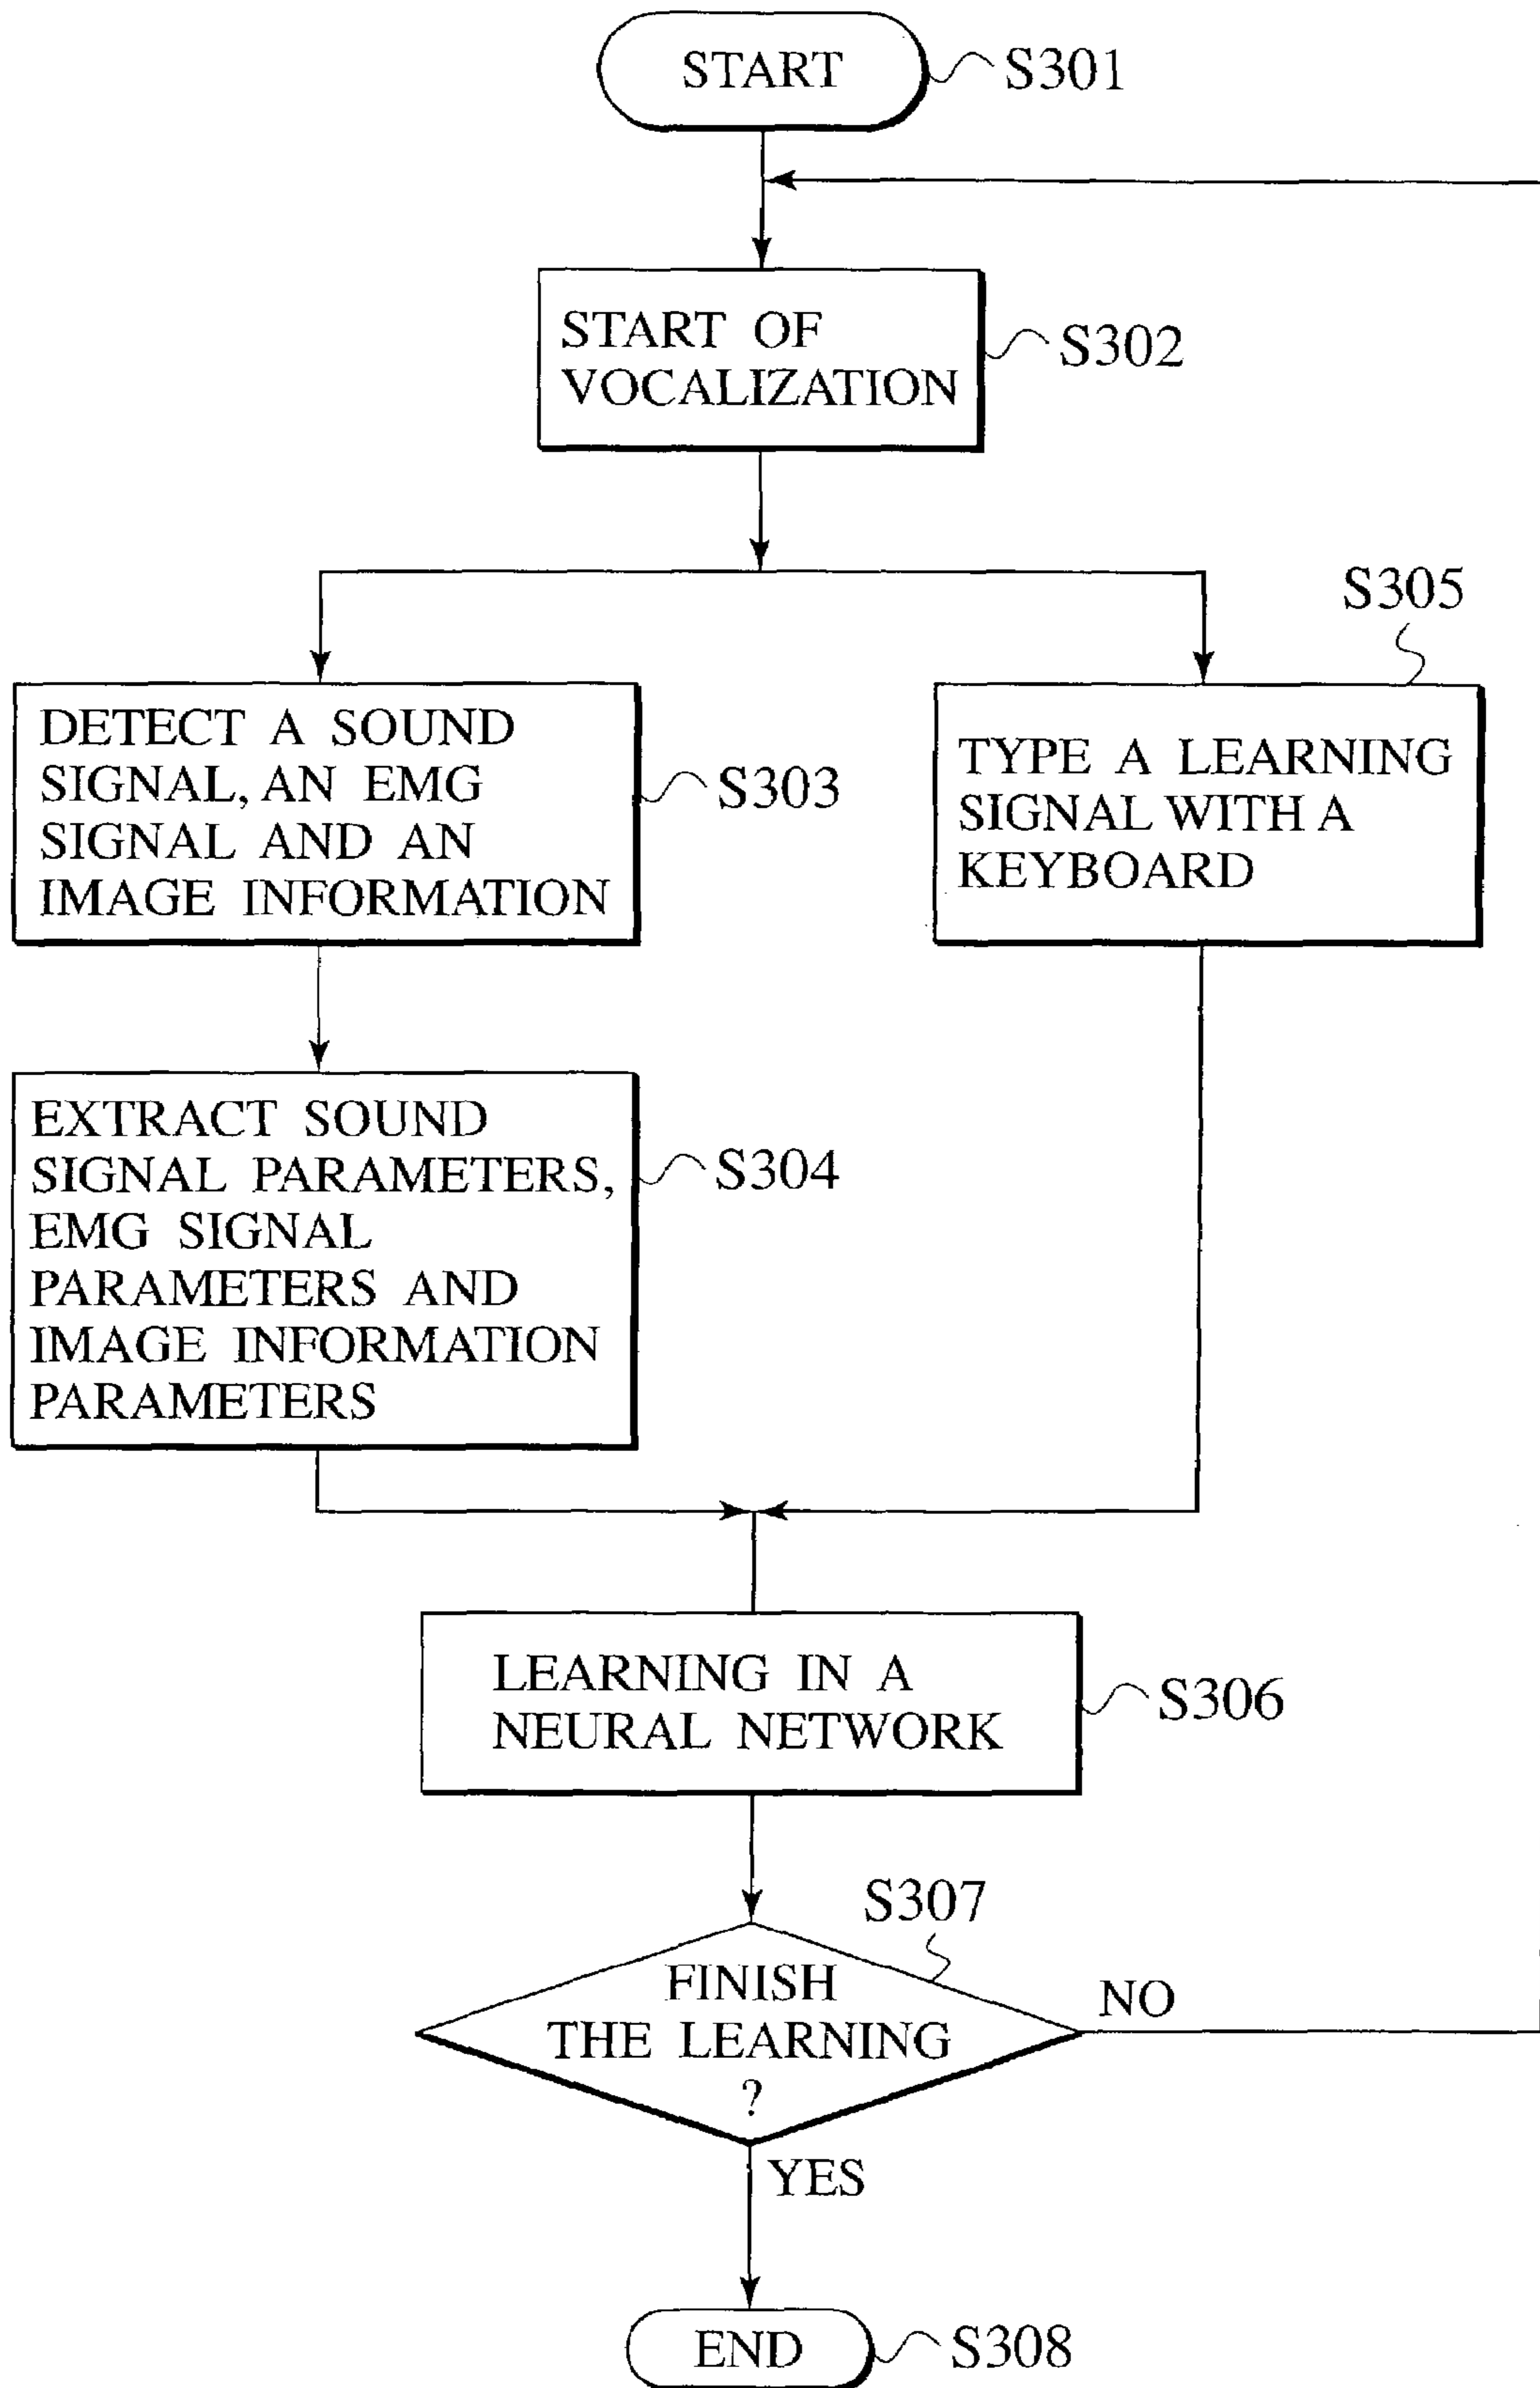 START
S301
START OF
VOCALIZATION
S302
S305
DETECT A SOUND
SIGNAL, AN EMG
SIGNAL AND AN
IMAGE INFORMATION
S303
TYPE A LEARNING
SIGNAL WITH A
KEYBOARD
EXTRACT SOUND
SIGNAL PARAMETERS,
EMG SIGNAL
PARAMETERS AND
IMAGE INFORMATION
PARAMETERS
S304
LEARNING IN A
NEURAL NETWORK
S306
S307
FINISH
THE LEARNING
?
NO
YES
END
S308